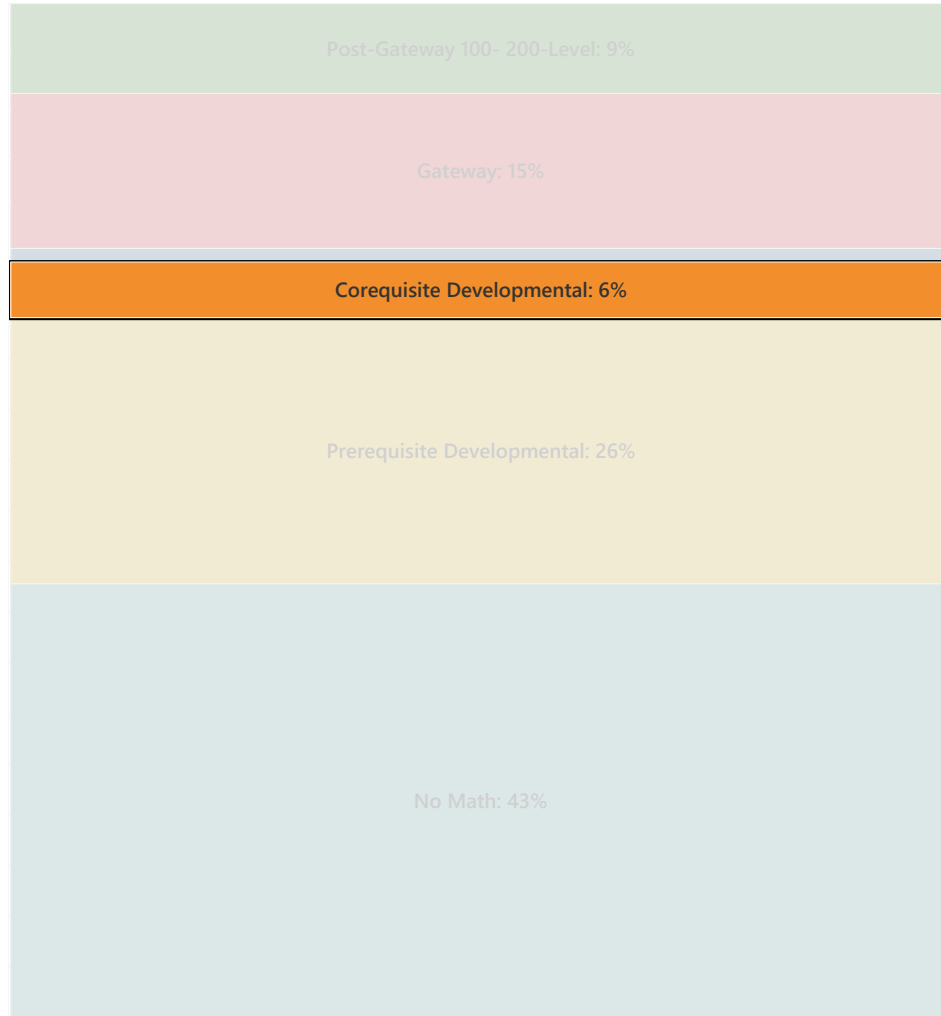 Post-Gateway 100- 200-Level: 9%
Gateway: 15%
Corequisite Developmental: 6%
Prerequisite Developmental: 26%
No Math: 43%